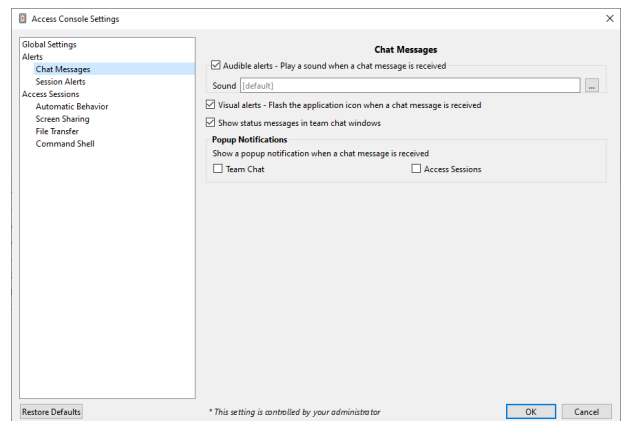 Access Console Settings
Global Settings
Alerts
Chat Messages
Session Alerts
Access Sessions
Automatic Behavior
Screen Sharing
File Transfer
Command Shell
Chat Messages
Audible alerts - Play a sound when a chat message is received
Sound [default] ...
Visual alerts - Flash the application icon when a chat message is received
Show status messages in team chat windows
Popup Notifications
Show a popup notification when a chat message is received
Team Chat Access Sessions
Restore Defaults * This setting is controlled by your administrator OK Cancel